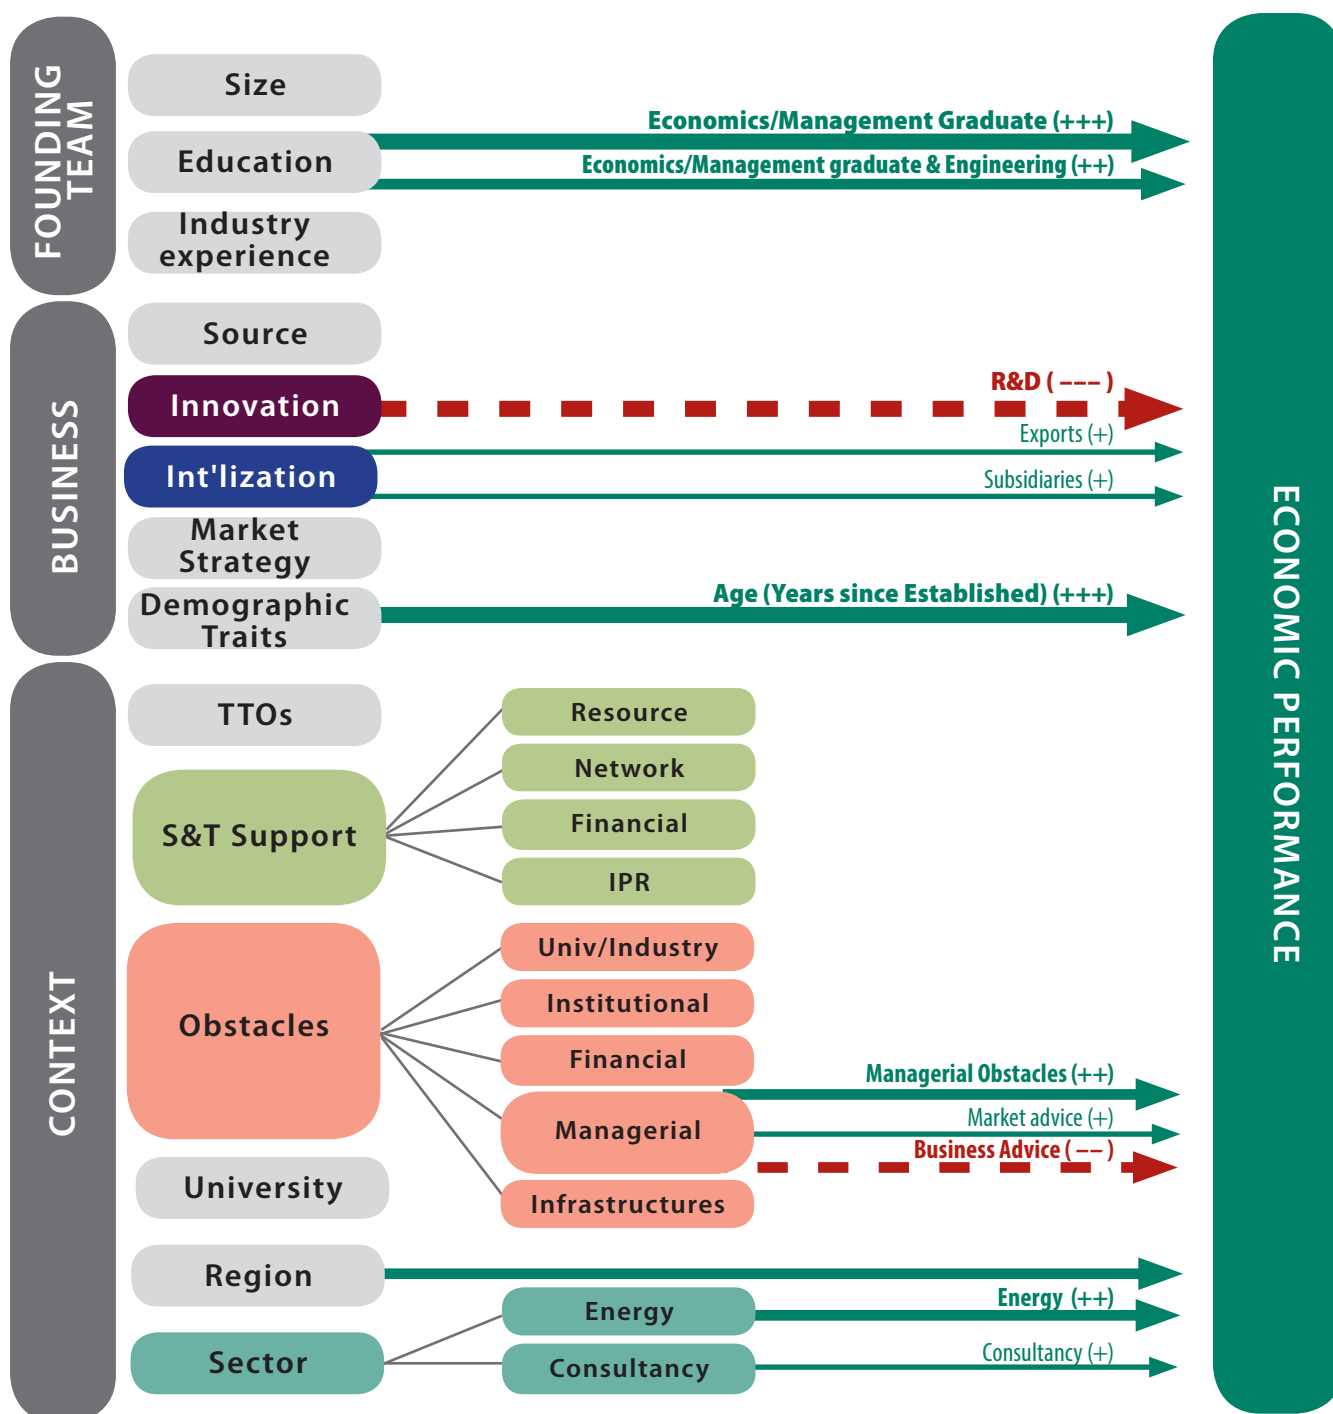 FOUNDING
TEAM
Size
Education
Industry
experience
Economics/Management Graduate (+++)
Economics/Management graduate & Engineering (++)
BUSINESS
Source
Innovation
Int'lization
Market
Strategy
Demographic
Traits
R&D ( −−− )
Exports (+)
Subsidiaries (+)
Age (Years since Established) (+++)
CONTEXT
TTOs
S&T Support
Resource
Network
Financial
IPR
Obstacles
Univ/Industry
Institutional
Financial
Managerial
Infrastructures
Managerial Obstacles (++)
Market advice (+)
Business Advice ( −− )
University
Region
Sector
Energy
Consultancy
Energy (++)
Consultancy (+)
ECONOMIC PERFORMANCE